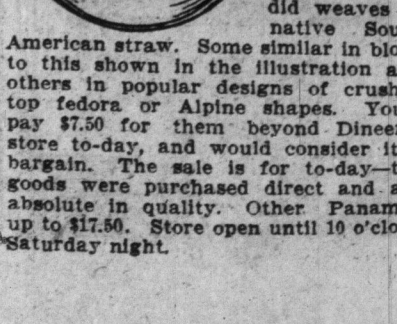 did weaves
native Sou
American straw. Some similar in blo
to this shown in the illustration a
others in popular designs of crush
top fedora or Alpine shapes. You
pay $7.50 for them beyond Dineen
store to-day, and would consider it
bargain. The sale is for to-day—t
goods were purchased direct and a
absolute in quality. Other Panam
up to $17.50. Store open until 10 o'clo
Saturday night.